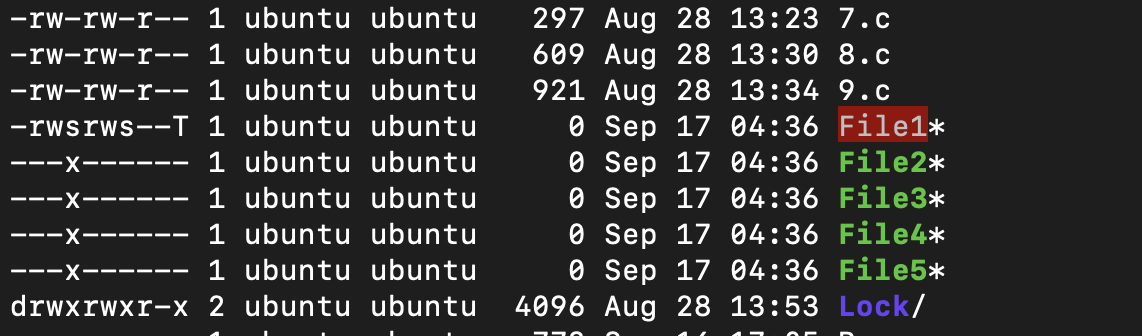 -rw-rw-r-- 1 ubuntu ubuntu  297 Aug 28 13:23 7.c
-rw-rw-r-- 1 ubuntu ubuntu  609 Aug 28 13:30 8.c
-rw-rw-r-- 1 ubuntu ubuntu  921 Aug 28 13:34 9.c
-rwsrws--T 1 ubuntu ubuntu    0 Sep 17 04:36 File1*
---x------ 1 ubuntu ubuntu    0 Sep 17 04:36 File2*
---x------ 1 ubuntu ubuntu    0 Sep 17 04:36 File3*
---x------ 1 ubuntu ubuntu    0 Sep 17 04:36 File4*
---x------ 1 ubuntu ubuntu    0 Sep 17 04:36 File5*
drwxrwxr-x 2 ubuntu ubuntu 4096 Aug 28 13:53 Lock/